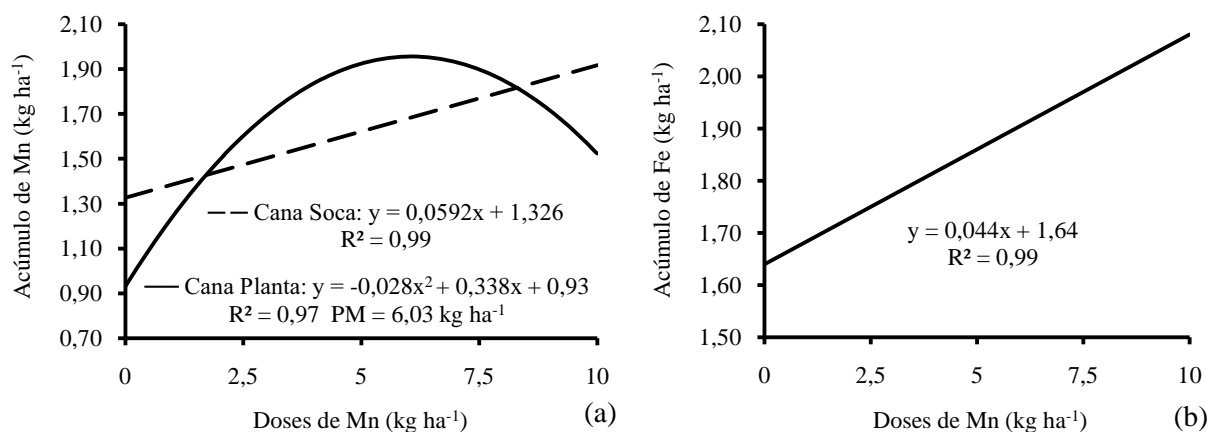 Acúmulo de Mn (kg ha⁻¹)
2,10
1,90
1,70
1,50
1,30
1,10
0,90
0,70
Cana Soca: y = 0,0592x + 1,326
R² = 0,99
Cana Planta: y = -0,028x² + 0,338x + 0,93
R² = 0,97 PM = 6,03 kg ha⁻¹
0 2,5 5 7,5 10
Doses de Mn (kg ha⁻¹)
(a)
Acúmulo de Fe (kg ha⁻¹)
2,10
2,00
1,90
1,80
1,70
1,60
1,50
y = 0,044x + 1,64
R² = 0,99
0 2,5 5 7,5 10
Doses de Mn (kg ha⁻¹)
(b)